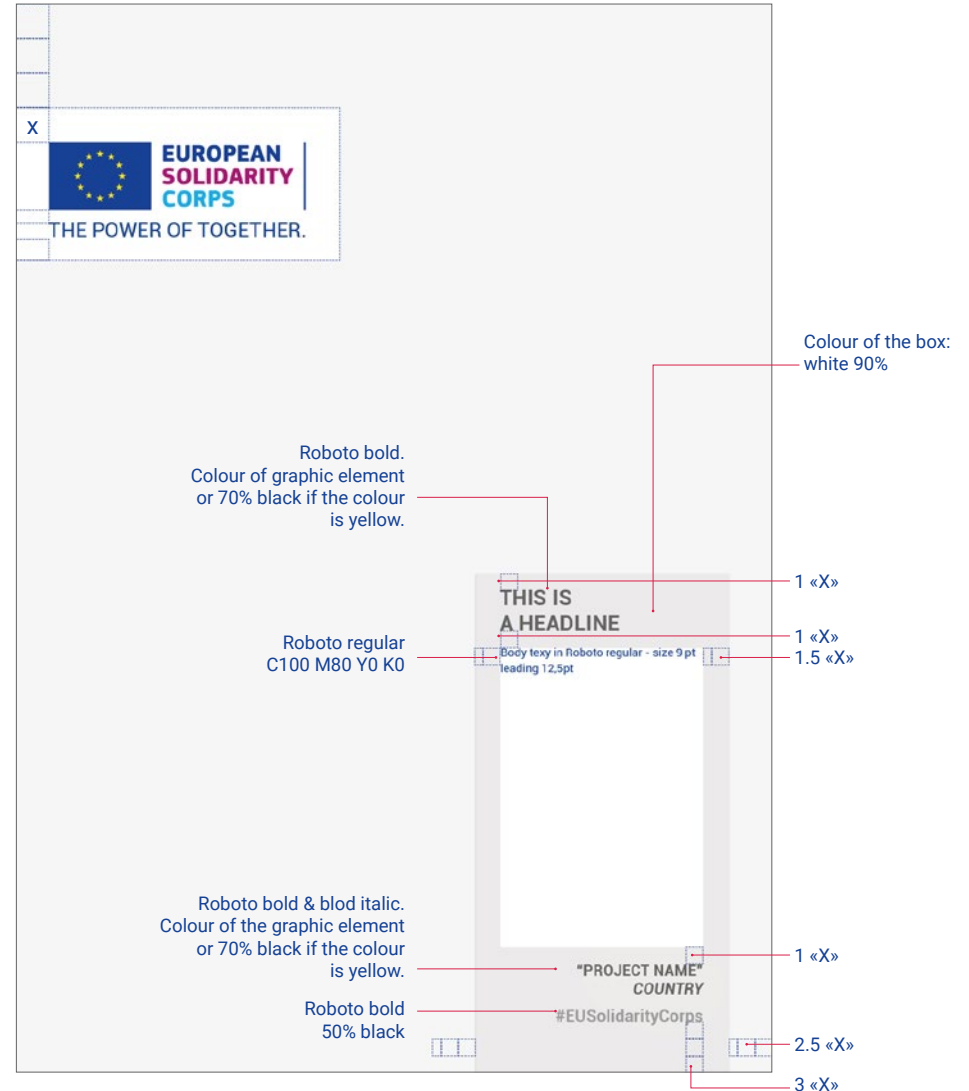 X
EUROPEAN
SOLIDARITY
CORPS
THE POWER OF TOGETHER.
Colour of the box:
white 90%
Roboto bold.
Colour of graphic element
or 70% black if the colour
is yellow.
1 «X»
THIS IS
A HEADLINE
1 «X»
Roboto regular
C100 M80 Y0 K0
Body texy in Roboto regular - size 9 pt
leading 12,5pt
1.5 «X»
Roboto bold & blod italic.
Colour of the graphic element
or 70% black if the colour
is yellow.
1 «X»
"PROJECT NAME"
COUNTRY
Roboto bold
50% black
#EUSolidarityCorps
2.5 «X»
3 «X»